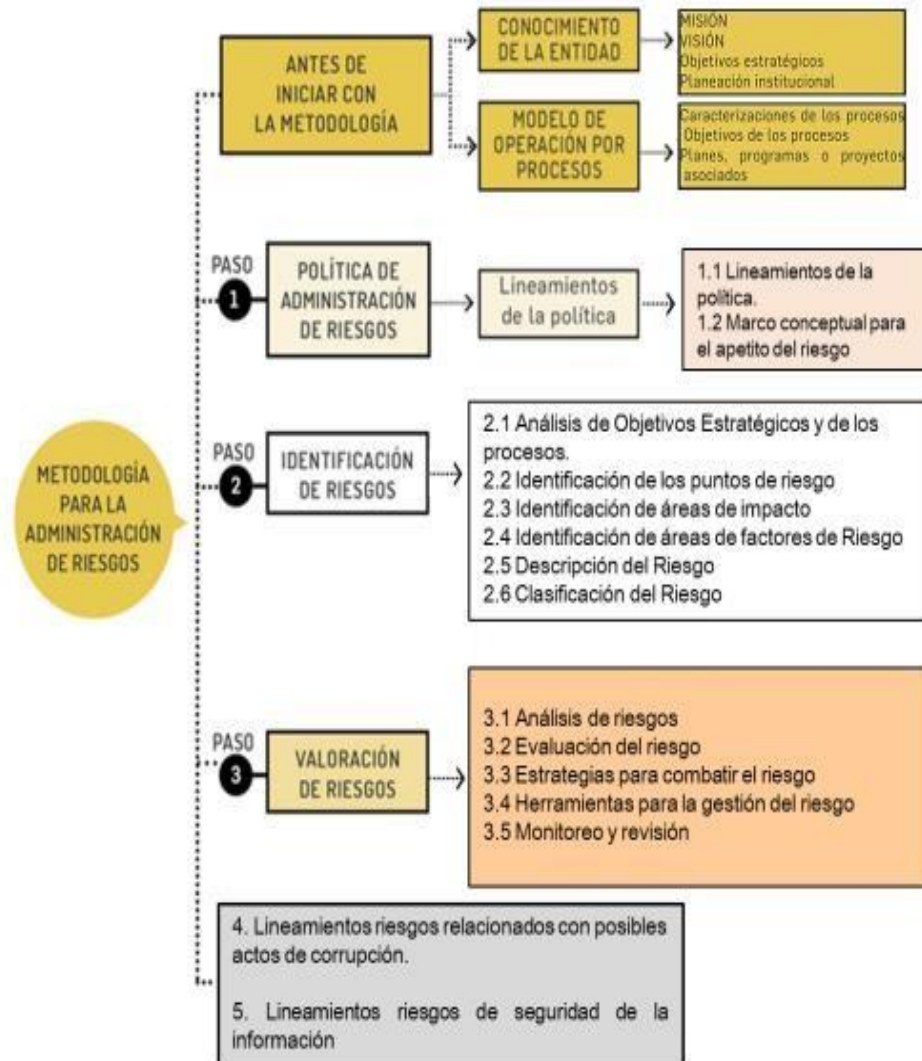 ANTES DE
INICIAR CON
LA METODOLOGÍA
CONOCIMIENTO
DE LA ENTIDAD
MISIÓN
VISIÓN
Objetivos estratégicos
Planeación institucional
MODELO DE
OPERACIÓN POR
PROCESOS
Caracterizaciones de los procesos
Objetivos de los procesos
Planes, programas o proyectos
asociados
PASO
1
POLÍTICA DE
ADMINISTRACIÓN
DE RIESGOS
Lineamientos
de la política
1.1 Lineamientos de la
política.
1.2 Marco conceptual para
el apetito del riesgo
METODOLOGÍA
PARA LA
ADMINISTRACIÓN
DE RIESGOS
PASO
2
IDENTIFICACIÓN
DE RIESGOS
2.1 Análisis de Objetivos Estratégicos y de los
procesos.
2.2 Identificación de los puntos de riesgo
2.3 Identificación de áreas de impacto
2.4 Identificación de áreas de factores de Riesgo
2.5 Descripción del Riesgo
2.6 Clasificación del Riesgo
PASO
3
VALORACIÓN
DE RIESGOS
3.1 Análisis de riesgos
3.2 Evaluación del riesgo
3.3 Estrategias para combatir el riesgo
3.4 Herramientas para la gestión del riesgo
3.5 Monitoreo y revisión
4. Lineamientos riesgos relacionados con posibles
actos de corrupción.
5. Lineamientos riesgos de seguridad de la
información